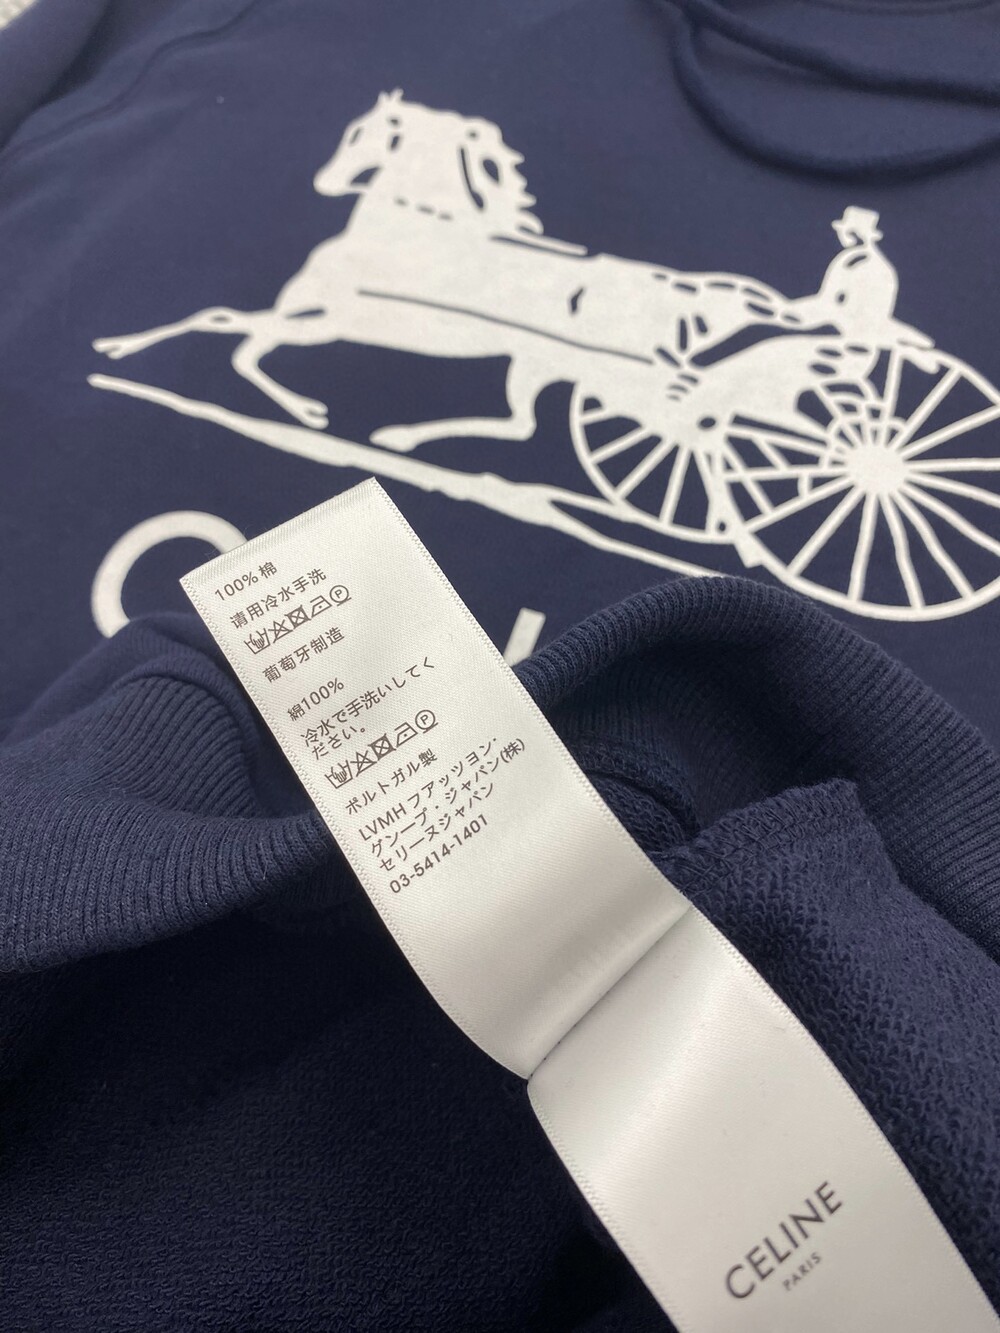 100% 棉
请用冷水手洗
葡萄牙制造
綿100%
冷水で手洗いしてく
ださい。
ポルトガル製
LVMH ファッション・
グループ・ジャパン(株)
セリーヌジャパン
03-5414-1401
CELINE
PARIS